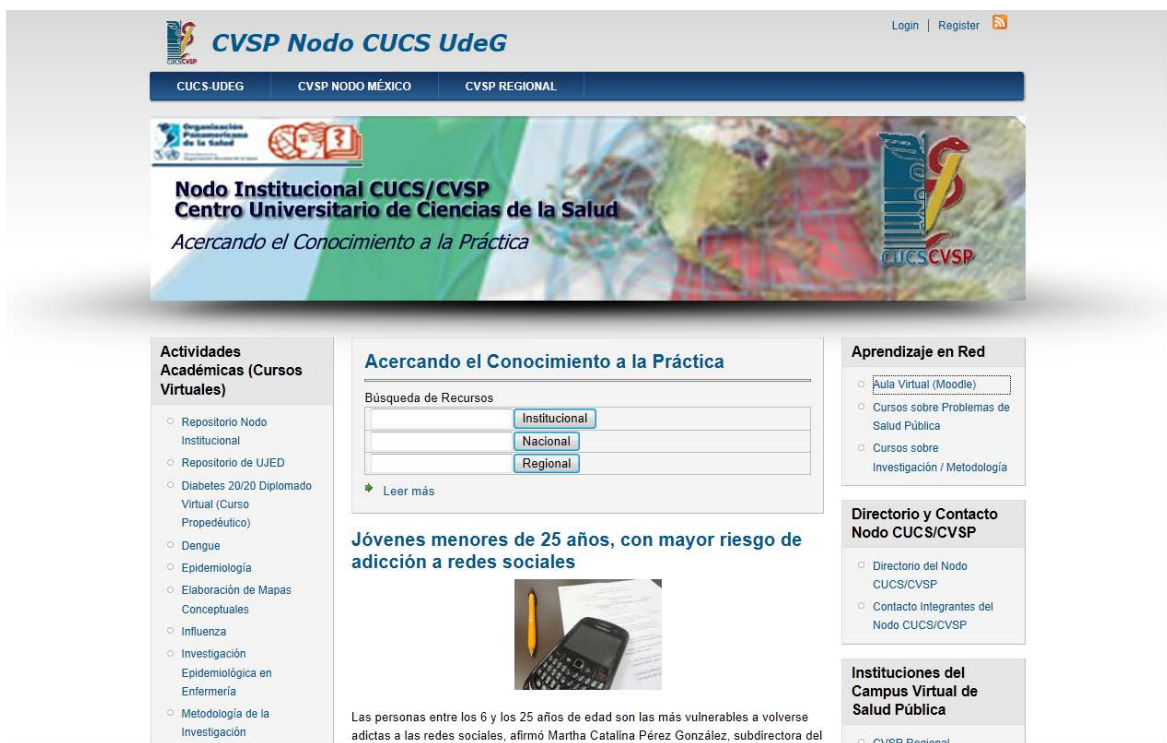 CVSP Nodo CUCS UdeG
CUCSCVSP
Login | Register
CUCS-UDEG CVSP NODO MÉXICO CVSP REGIONAL
Organización
Panamericana
de la Salud
Nodo Institucional CUCS/CVSP
Centro Universitario de Ciencias de la Salud
Acercando el Conocimiento a la Práctica
CUCSCVSP
Actividades
Académicas (Cursos
Virtuales)
Repositorio Nodo
Institucional
Repositorio de UJED
Diabetes 20/20 Diplomado
Virtual (Curso
Propedéutico)
Dengue
Epidemiología
Elaboración de Mapas
Conceptuales
Influenza
Investigación
Epidemiológica en
Enfermería
Metodología de la
Investigación
Acercando el Conocimiento a la Práctica
Búsqueda de Recursos
Institucional
Nacional
Regional
Leer más
Jóvenes menores de 25 años, con mayor riesgo de
adicción a redes sociales
Las personas entre los 6 y los 25 años de edad son las más vulnerables a volverse
adictas a las redes sociales, afirmó Martha Catalina Pérez González, subdirectora del
Aprendizaje en Red
Aula Virtual (Moodle)
Cursos sobre Problemas de
Salud Pública
Cursos sobre
Investigación / Metodología
Directorio y Contacto
Nodo CUCS/CVSP
Directorio del Nodo
CUCS/CVSP
Contacto Integrantes del
Nodo CUCS/CVSP
Instituciones del
Campus Virtual de
Salud Pública
CVSP Regional